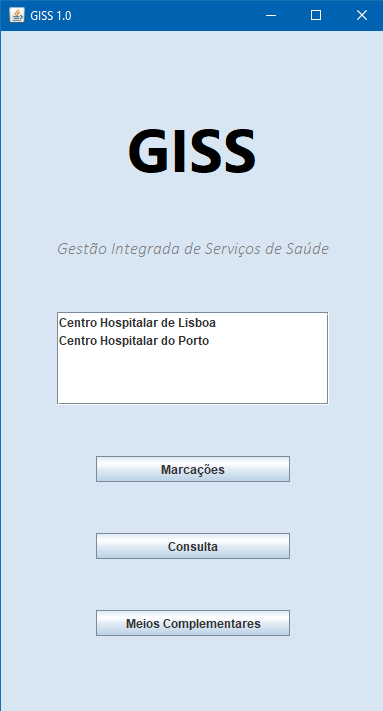 GISS 1.0
GISS
Gestão Integrada de Serviços de Saúde
Centro Hospitalar de Lisboa
Centro Hospitalar do Porto
Marcações
Consulta
Meios Complementares